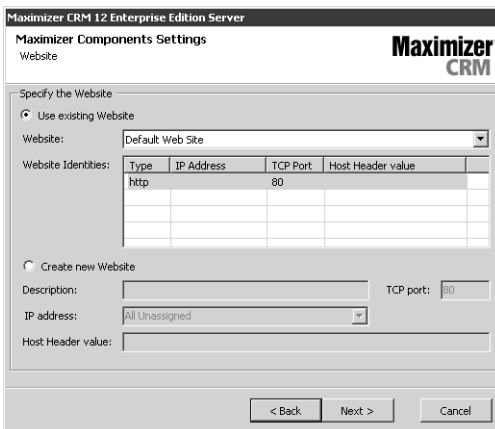 Maximizer CRM 12 Enterprise Edition Server
Maximizer Components Settings
Website
Maximizer
CRM
Specify the Website
Use existing Website
Website: Default Web Site
Website Identities: Type IP Address TCP Port Host Header value
http 80
Create new Website
Description: TCP port: 80
IP address: All Unassigned
Host Header value:
< Back Next > Cancel